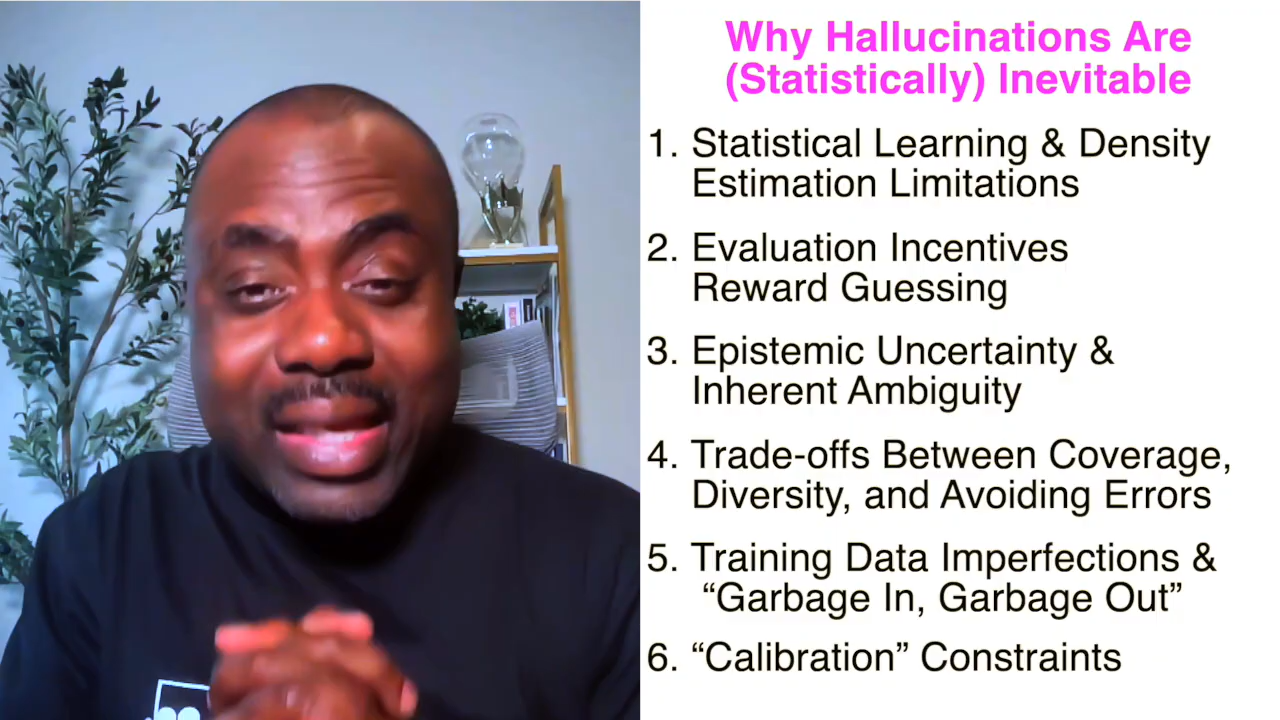 Why Hallucinations Are
(Statistically) Inevitable
1. Statistical Learning & Density
Estimation Limitations
2. Evaluation Incentives
Reward Guessing
3. Epistemic Uncertainty &
Inherent Ambiguity
4. Trade-offs Between Coverage,
Diversity, and Avoiding Errors
5. Training Data Imperfections &
“Garbage In, Garbage Out”
6. “Calibration” Constraints